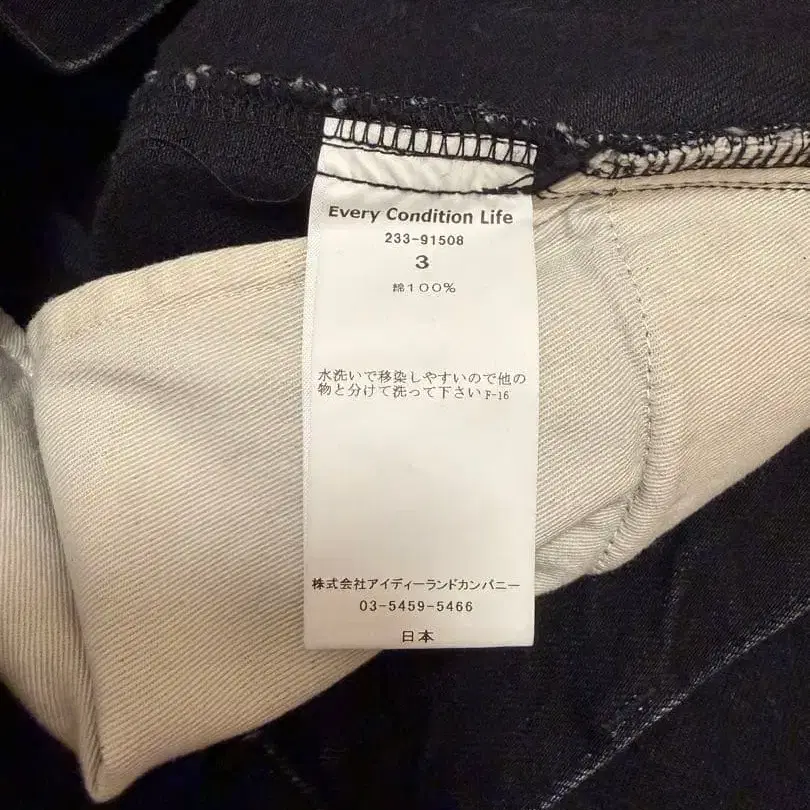 Every Condition Life
233-91508
3
綿100%
水洗いで移染しやすいので他の
物と分けて洗って下さい F-16
株式会社アイディーランドカンパニー
03-5459-5466
日本